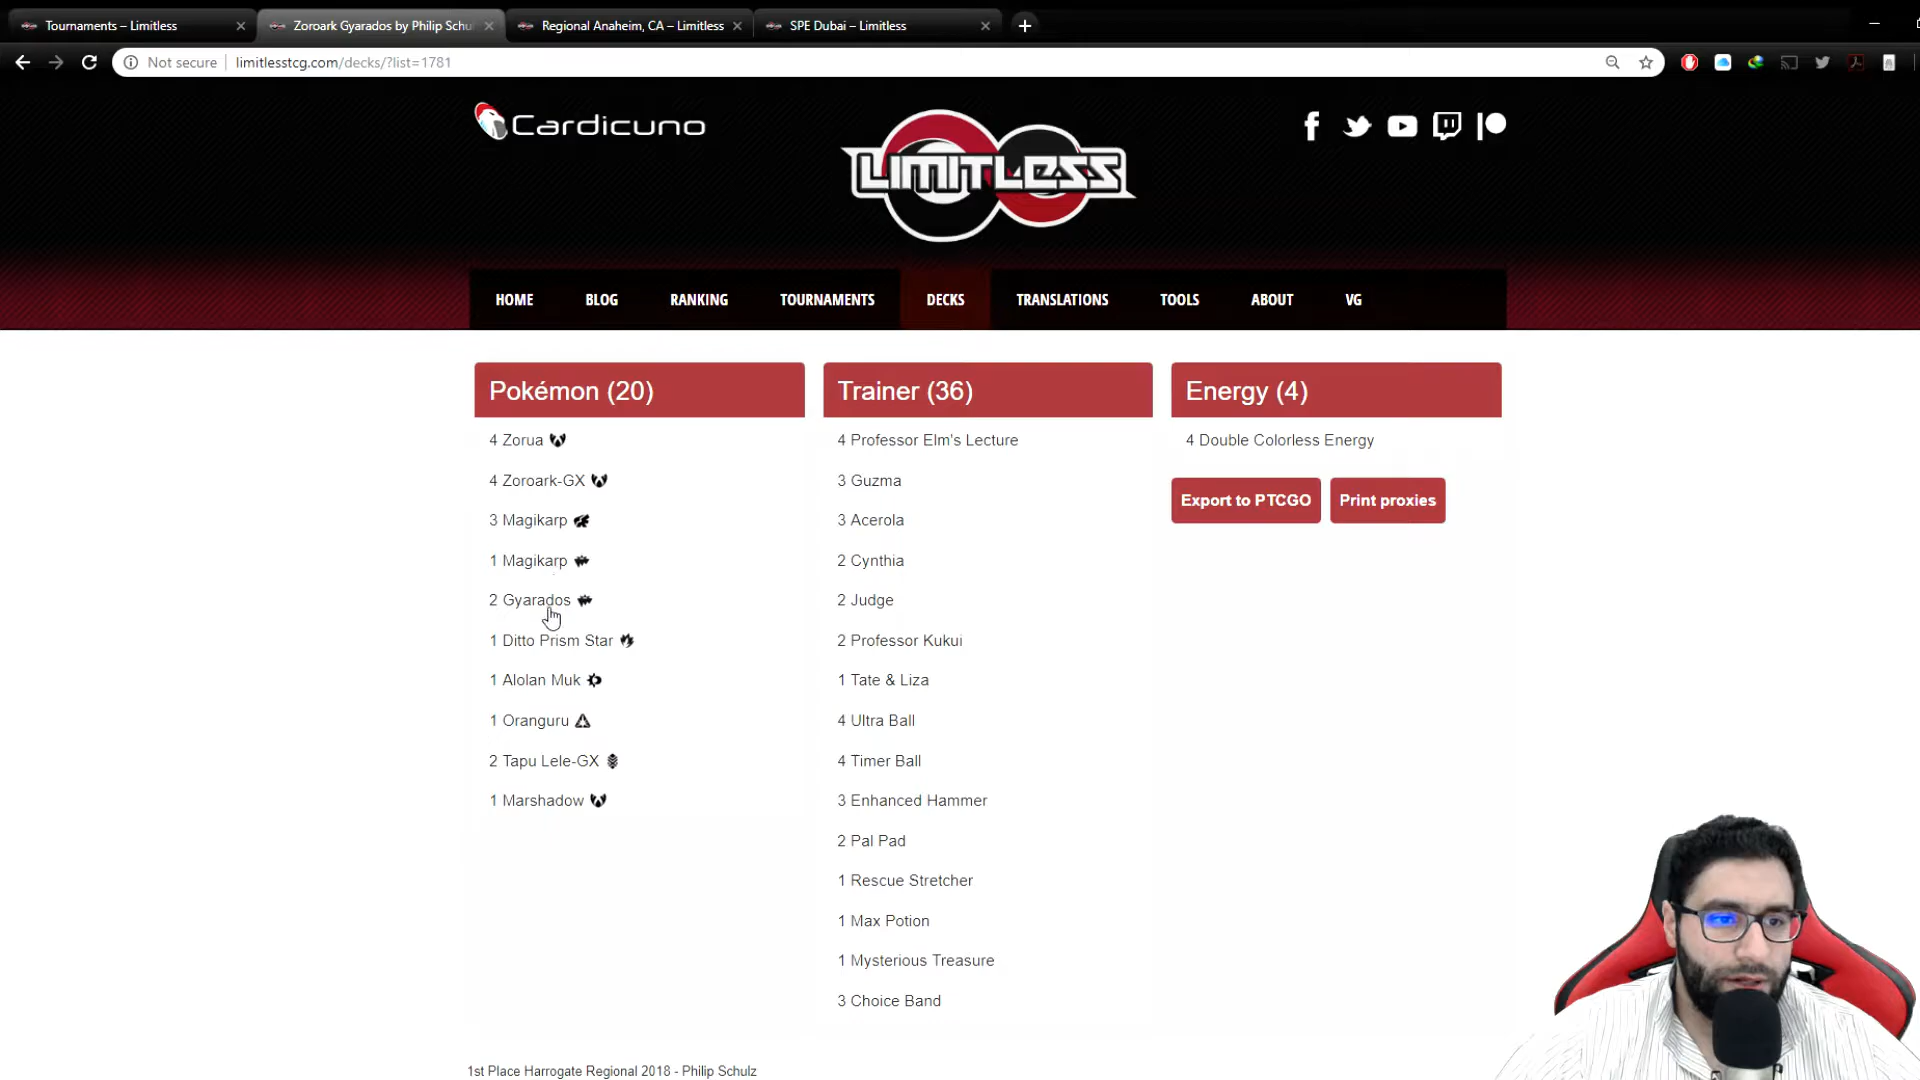 Tournaments – Limitless
Zoroark Gyarados by Philip Schu
Regional Anaheim, CA – Limitless
SPE Dubai – Limitless
Not secure
limitlesstcg.com/decks/?list=1781
Cardicuno
LIMITLESS
HOME
BLOG
RANKING
TOURNAMENTS
DECKS
TRANSLATIONS
TOOLS
ABOUT
VG
Pokémon (20)
4 Zorua
4 Zoroark-GX
3 Magikarp
1 Magikarp
2 Gyarados
1 Ditto Prism Star
1 Alolan Muk
1 Oranguru
2 Tapu Lele-GX
1 Marshadow
Trainer (36)
4 Professor Elm's Lecture
3 Guzma
3 Acerola
2 Cynthia
2 Judge
2 Professor Kukui
1 Tate & Liza
4 Ultra Ball
4 Timer Ball
3 Enhanced Hammer
2 Pal Pad
1 Rescue Stretcher
1 Max Potion
1 Mysterious Treasure
3 Choice Band
Energy (4)
4 Double Colorless Energy
Export to PTCGO
Print proxies
1st Place Harrogate Regional 2018 - Philip Schulz